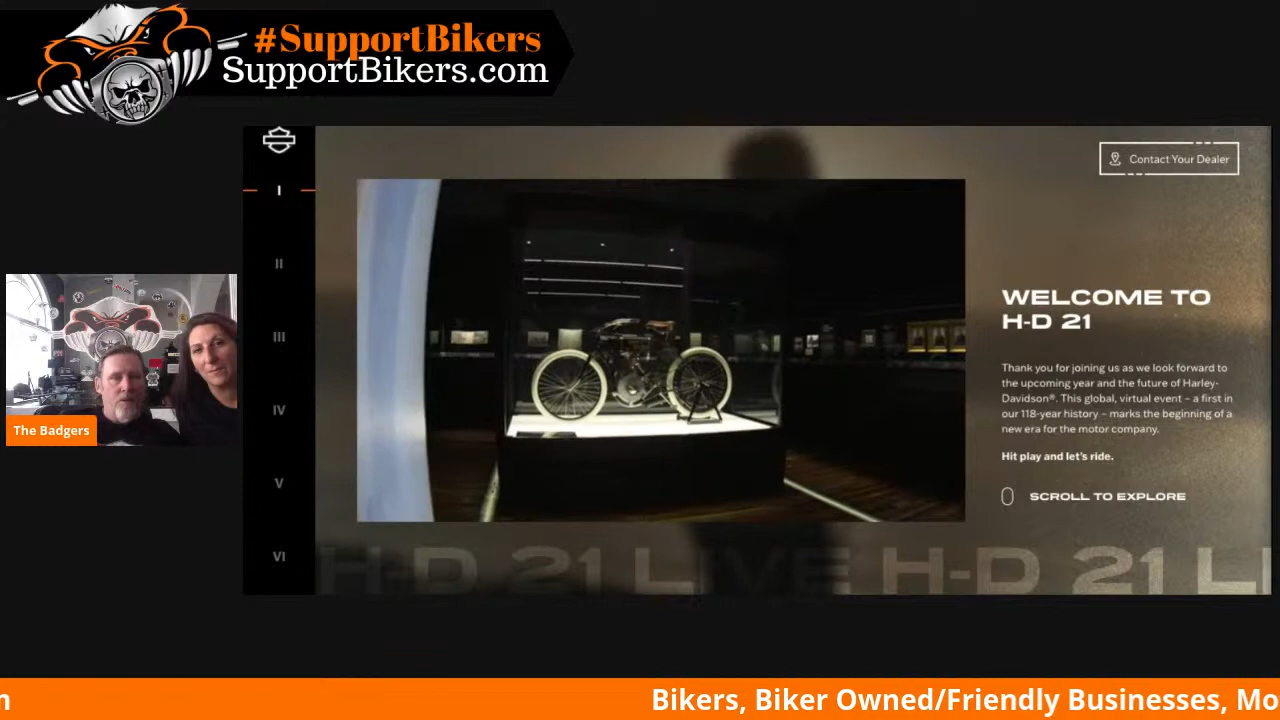 #SupportBikers
SupportBikers.com
I
II
III
IV
V
VI
Contact Your Dealer
WELCOME TO
H-D 21
Thank you for joining us as we look forward to
the upcoming year and the future of Harley-
Davidson®. This global, virtual event – a first in
our 118-year history – marks the beginning of a
new era for the motor company.
Hit play and let's ride.
SCROLL TO EXPLORE
H-D 21 LIVE H-D 21 LI
The Badgers
n
Bikers, Biker Owned/Friendly Businesses, Mo